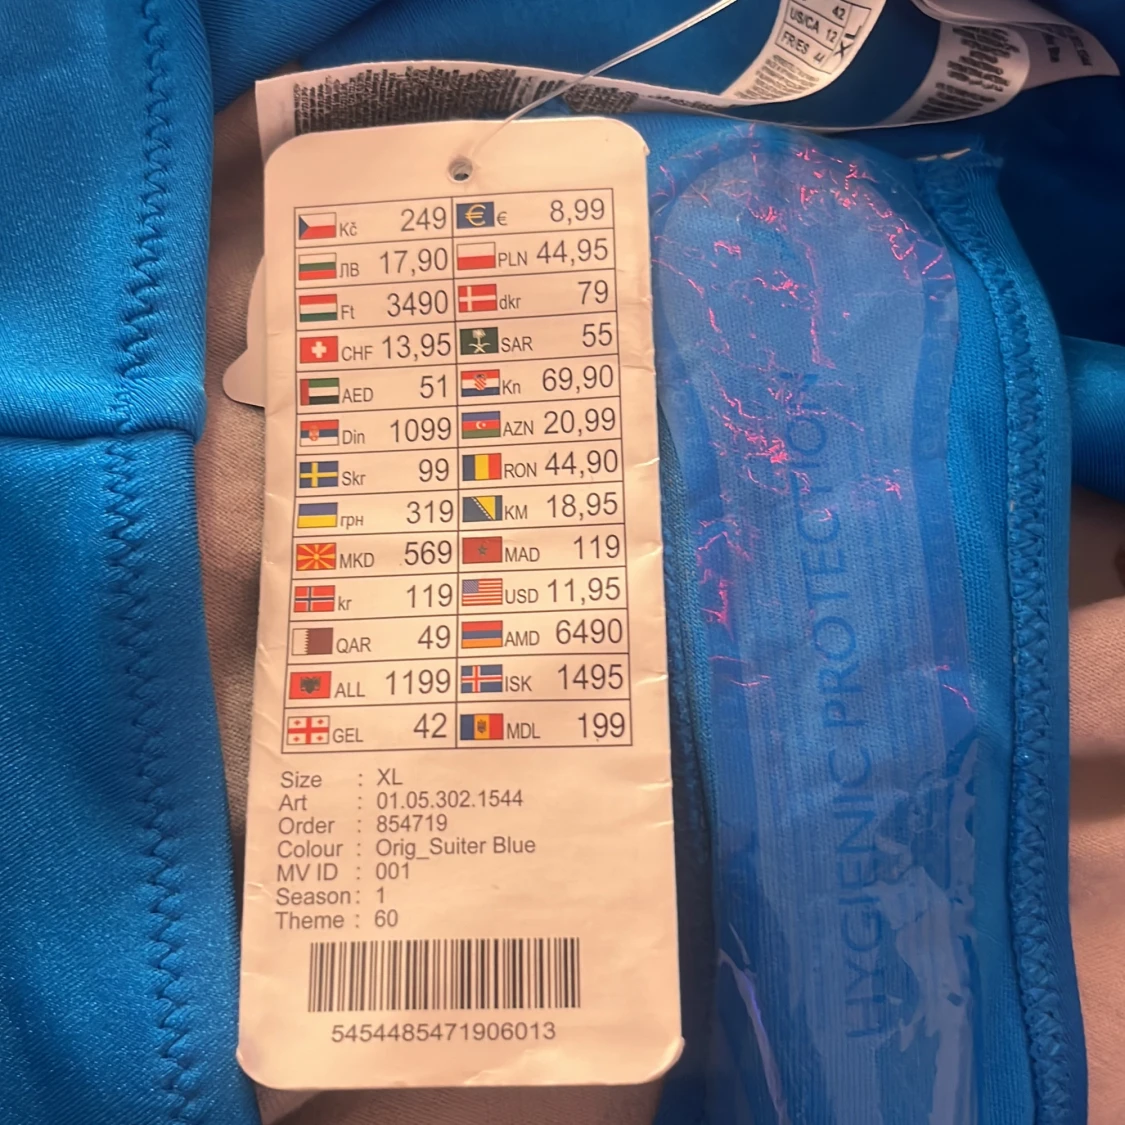 42
US/CA 12
XL
FR/ES 44
Kč 249 € 8,99
ЛВ 17,90 PLN 44,95
Ft 3490 dkr 79
CHF 13,95 SAR 55
AED 51 Kn 69,90
Din 1099 AZN 20,99
Skr 99 RON 44,90
грн 319 KM 18,95
MKD 569 MAD 119
kr 119 USD 11,95
QAR 49 AMD 6490
ALL 1199 ISK 1495
GEL 42 MDL 199
Size : XL
Art : 01.05.302.1544
Order : 854719
Colour : Orig_Suiter Blue
MV ID : 001
Season : 1
Theme : 60
5454485471906013
HYGIENIC PROTECTION